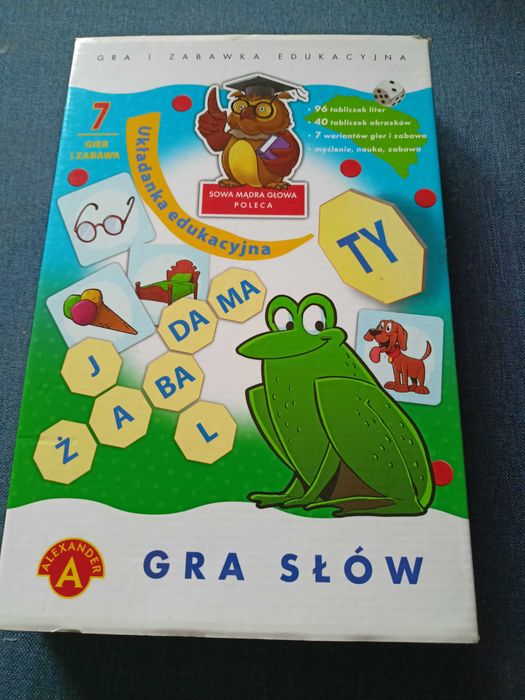 GRA I ZABAWKA EDUKACYJNA
7
GIER
I ZABAWA
Układanka edukacyjna
SOWA MĄDRA GŁOWA
POLECA
• 96 tabliczek liter
• 40 tabliczek obrazków
• 7 wariantów gier i zabawa
• myślenie, nauka, zabawa
TY
DA MA
J
BA
Ż A
L
ALEXANDER
A
GRA SŁÓW